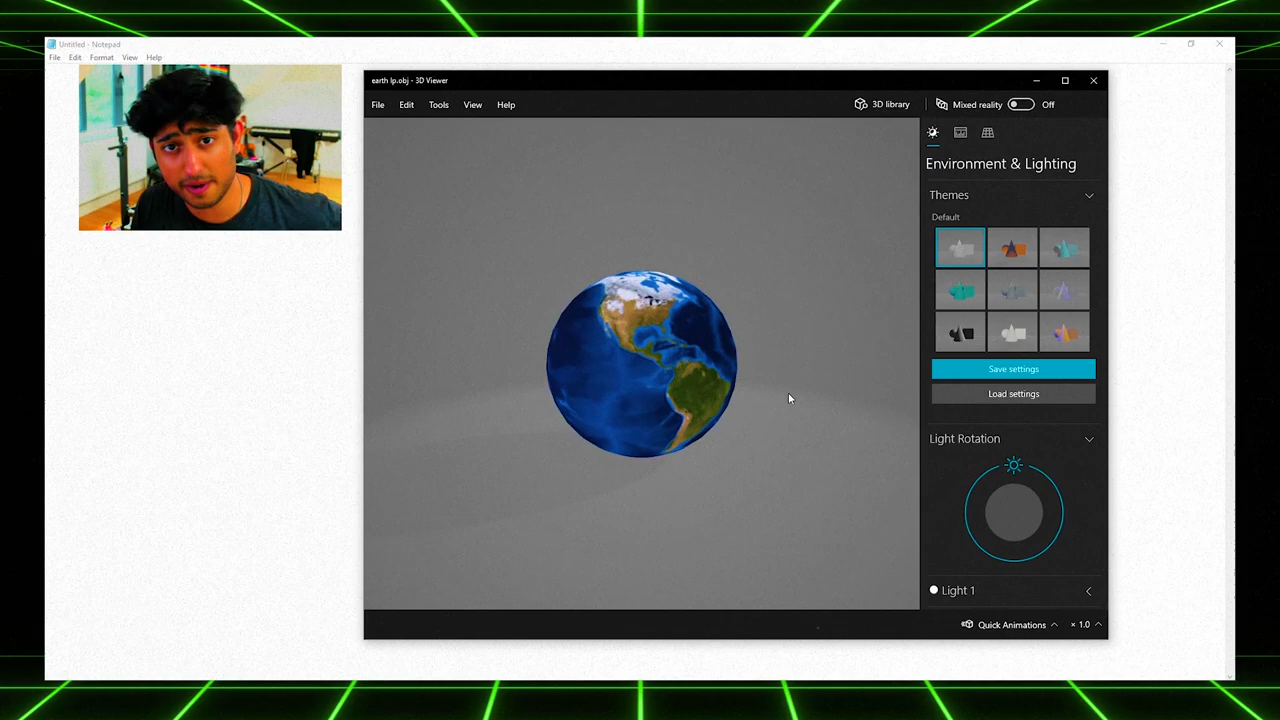 Untitled - Notepad
File Edit Format View Help
earth lp.obj - 3D Viewer
File Edit Tools View Help 3D library Mixed reality Off
Environment & Lighting
Themes
Default
Save settings
Load settings
Light Rotation
Light 1
Quick Animations × 1.0